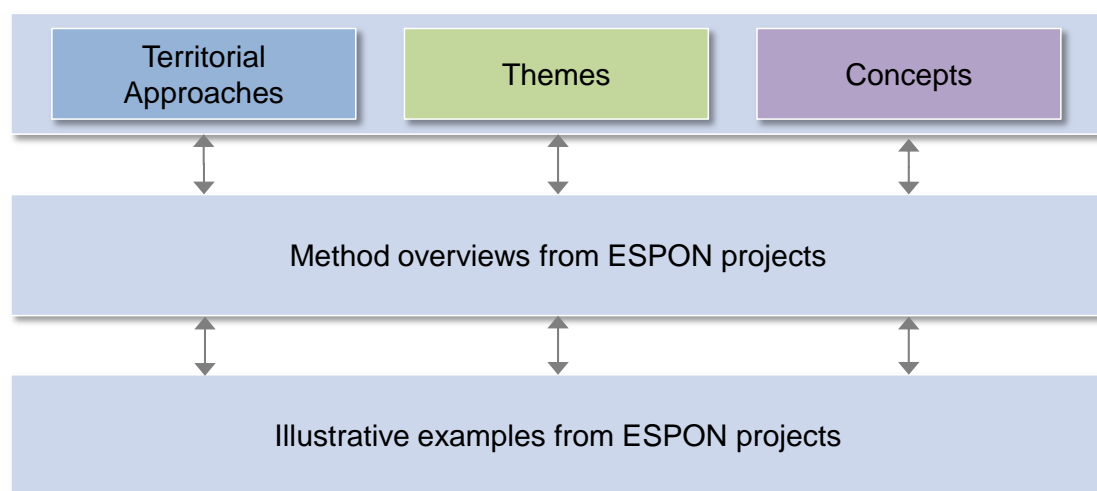 Territorial
Approaches
Themes
Concepts
Method overviews from ESPON projects
Illustrative examples from ESPON projects